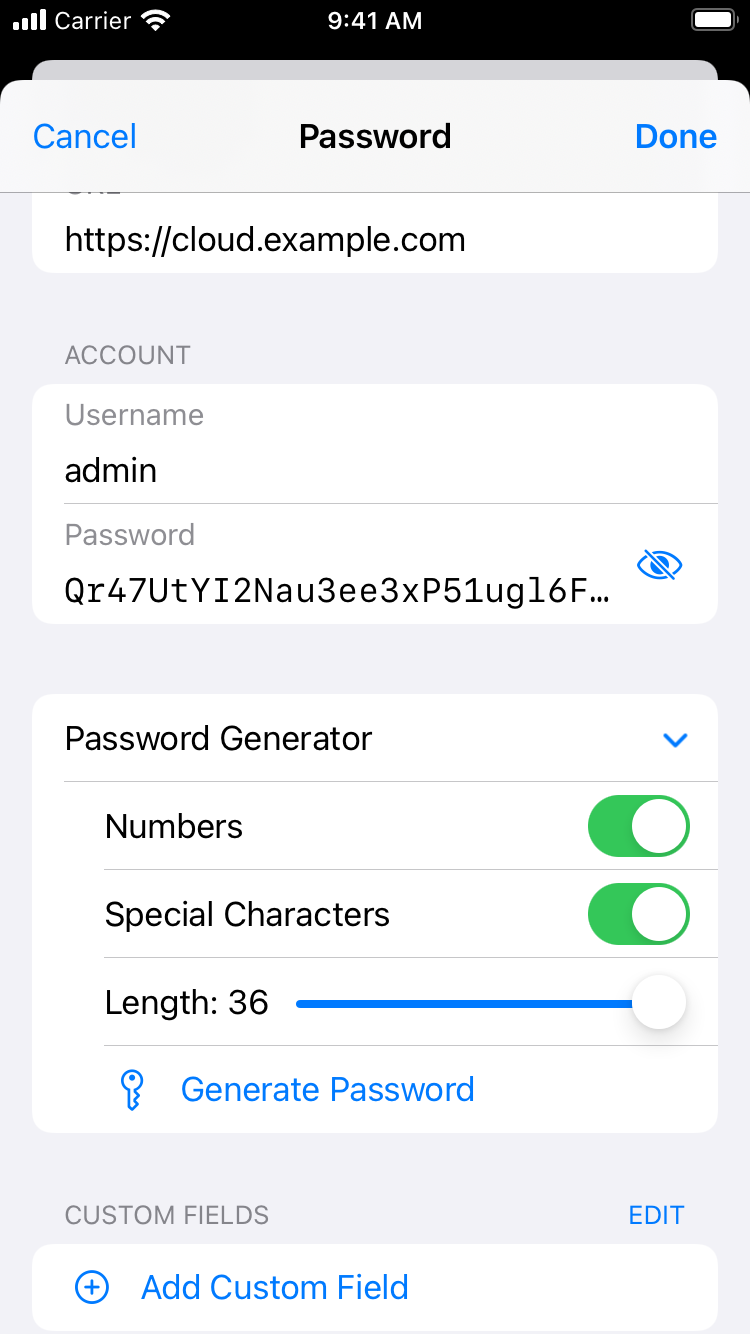 Carrier
9:41 AM
Cancel
Password
Done
https://cloud.example.com
ACCOUNT
Username
admin
Password
Qr47UtYI2Nau3ee3xP51ugl6F…
Password Generator
Numbers
Special Characters
Length: 36
Generate Password
CUSTOM FIELDS
EDIT
Add Custom Field